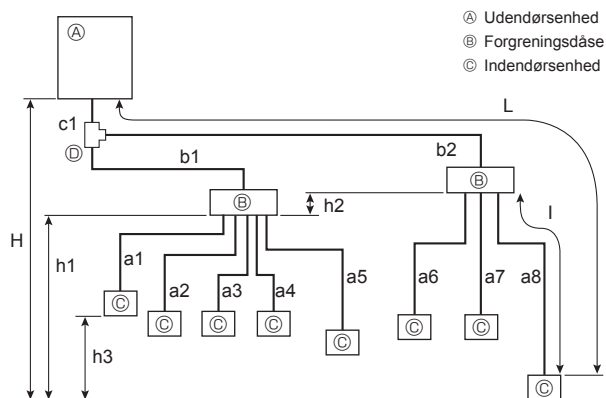 Ⓐ Udendørsenhed
Ⓑ Forgreningsdåse
Ⓒ Indendørsenhed
Ⓐ
L
c1
Ⓓ
b1
b2
Ⓑ
Ⓑ
h2
l
H
h1
a1
a2
a3
a4
a5
a6
a7
a8
Ⓒ
Ⓒ
Ⓒ
Ⓒ
Ⓒ
Ⓒ
Ⓒ
h3
Ⓒ